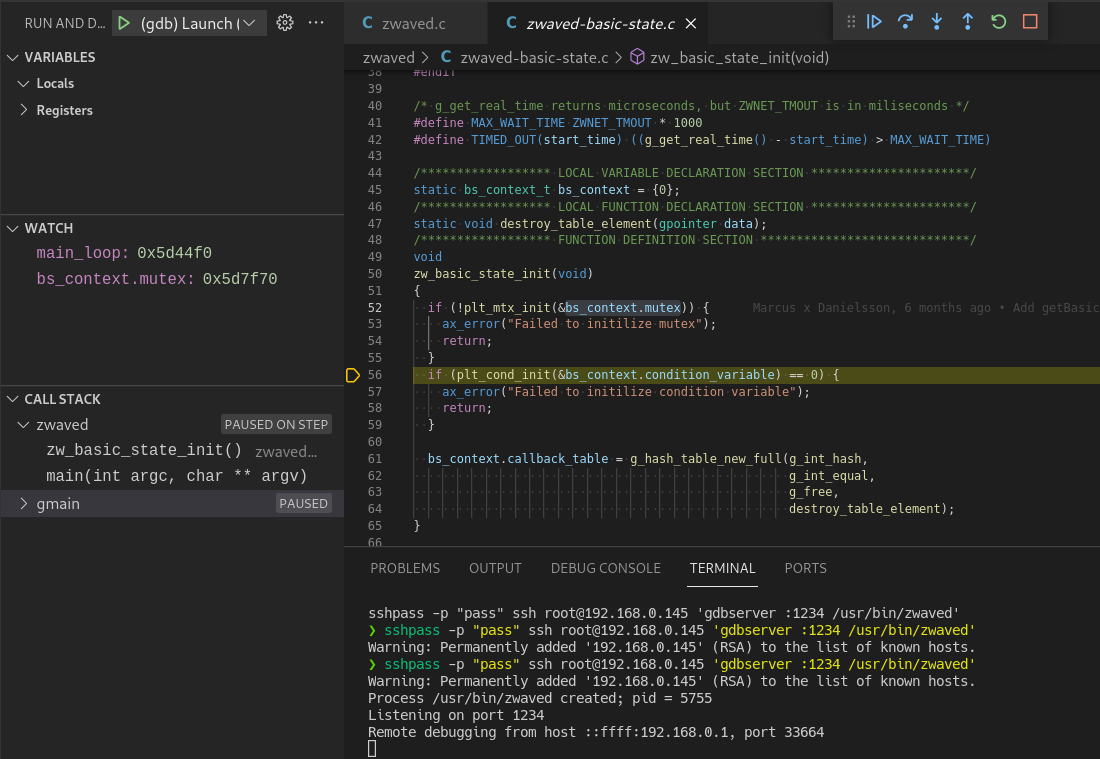 RUN AND D... (gdb) Launch (
VARIABLES
Locals
Registers
WATCH
main_loop: 0x5d44f0
bs_context.mutex: 0x5d7f70
CALL STACK
zwaved PAUSED ON STEP
zw_basic_state_init() zwaved...
main(int argc, char ** argv)
gmain PAUSED
zwaved.c zwaved-basic-state.c
zwaved > zwaved-basic-state.c > zw_basic_state_init(void)
38 #endif
39
40 /* g_get_real_time returns microseconds, but ZWNET_TMOUT is in miliseconds */
41 #define MAX_WAIT_TIME ZWNET_TMOUT * 1000
42 #define TIMED_OUT(start_time) ((g_get_real_time() - start_time) > MAX_WAIT_TIME)
43
44 /****************** LOCAL VARIABLE DECLARATION SECTION **********************/
45 static bs_context_t bs_context = {0};
46 /****************** LOCAL FUNCTION DECLARATION SECTION **********************/
47 static void destroy_table_element(gpointer data);
48 /****************** FUNCTION DEFINITION SECTION *****************************/
49 void
50 zw_basic_state_init(void)
51 {
52 if (!plt_mtx_init(&bs_context.mutex)) { Marcus x Danielsson, 6 months ago • Add getBasic
53 ax_error("Failed to initilize mutex");
54 return;
55 }
56 if (plt_cond_init(&bs_context.condition_variable) == 0) {
57 ax_error("Failed to initilize condition variable");
58 return;
59 }
60
61 bs_context.callback_table = g_hash_table_new_full(g_int_hash,
62 g_int_equal,
63 g_free,
64 destroy_table_element);
65 }
66
PROBLEMS OUTPUT DEBUG CONSOLE TERMINAL PORTS
sshpass -p "pass" ssh root@192.168.0.145 'gdbserver :1234 /usr/bin/zwaved'
❯ sshpass -p "pass" ssh root@192.168.0.145 'gdbserver :1234 /usr/bin/zwaved'
Warning: Permanently added '192.168.0.145' (RSA) to the list of known hosts.
❯ sshpass -p "pass" ssh root@192.168.0.145 'gdbserver :1234 /usr/bin/zwaved'
Warning: Permanently added '192.168.0.145' (RSA) to the list of known hosts.
Process /usr/bin/zwaved created; pid = 5755
Listening on port 1234
Remote debugging from host ::ffff:192.168.0.1, port 33664